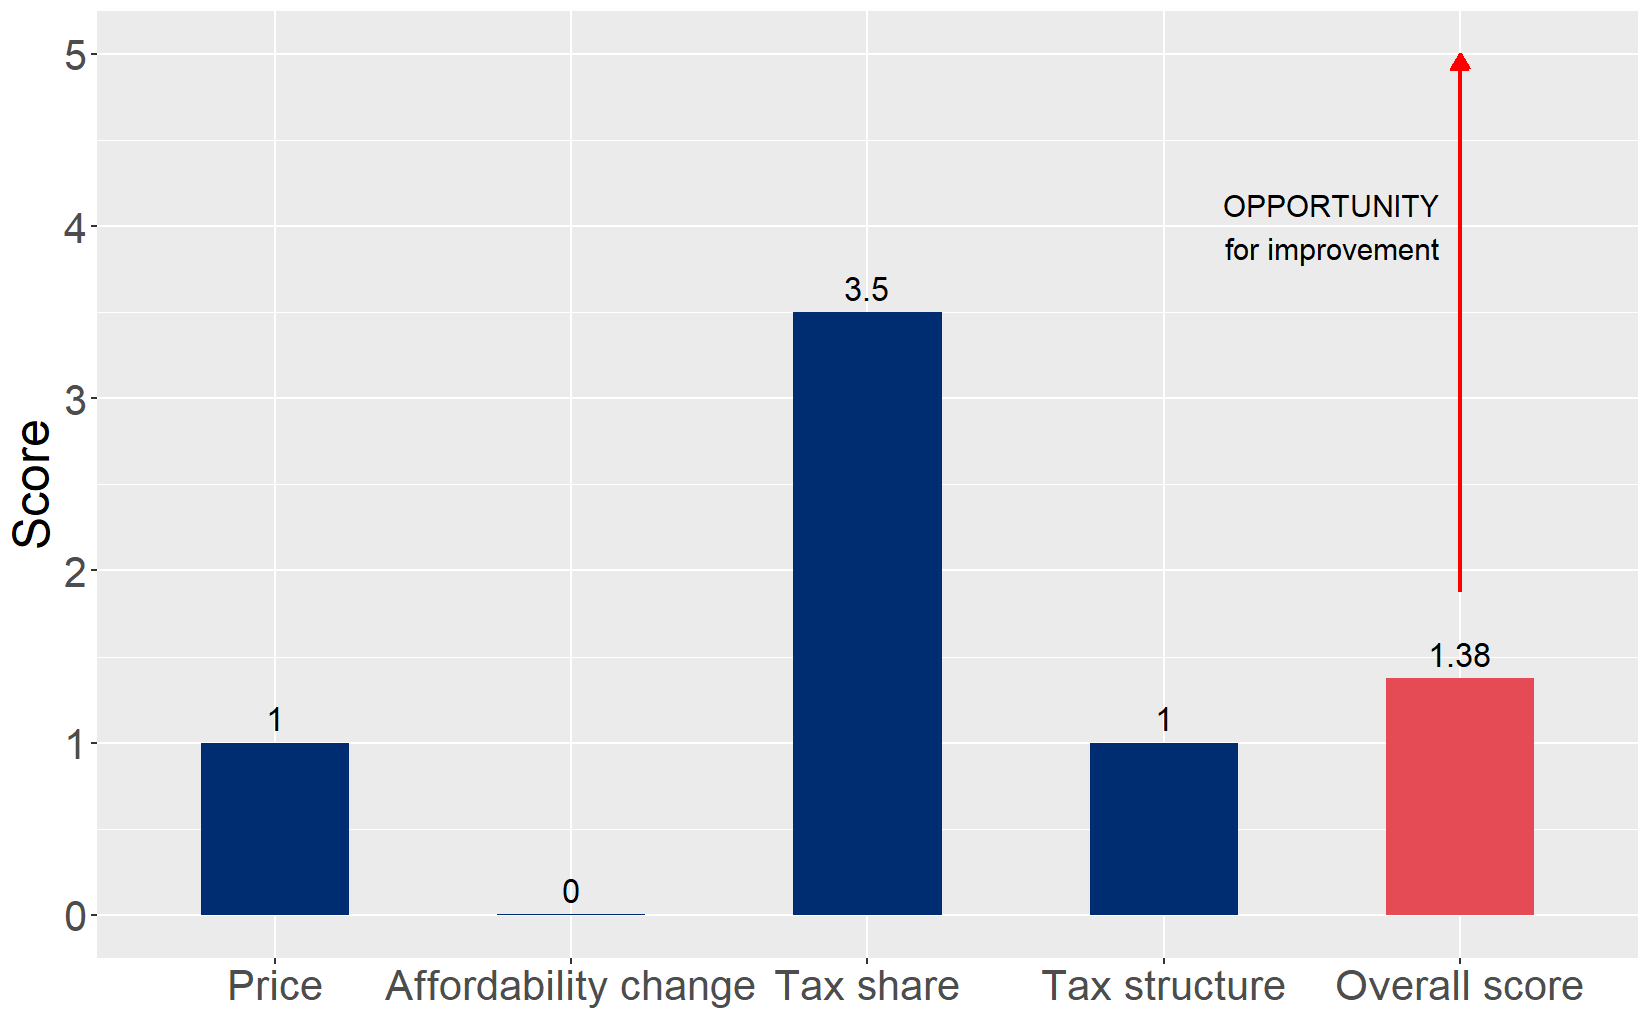 Score
5
4
3
2
1
0
OPPORTUNITY
for improvement
1
0
3.5
1
1.38
Price
Affordability change
Tax share
Tax structure
Overall score